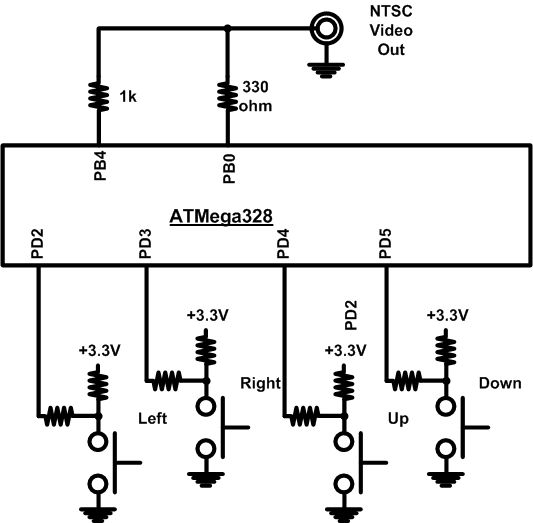 NTSC
Video
Out
1k
330
ohm
PB4
PB0
ATMega328
PD2
PD3
PD4
PD5
+3.3V
PD2
+3.3V
+3.3V
+3.3V
Right
Down
Left
Up